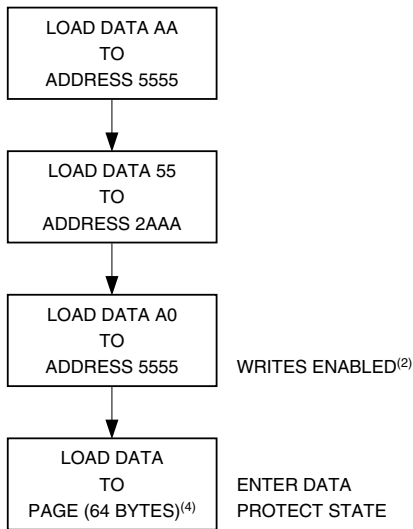 LOAD DATA AA
TO
ADDRESS 5555
LOAD DATA 55
TO
ADDRESS 2AAA
LOAD DATA A0
TO
ADDRESS 5555
WRITES ENABLED(2)
LOAD DATA
TO
PAGE (64 BYTES)(4)
ENTER DATA
PROTECT STATE